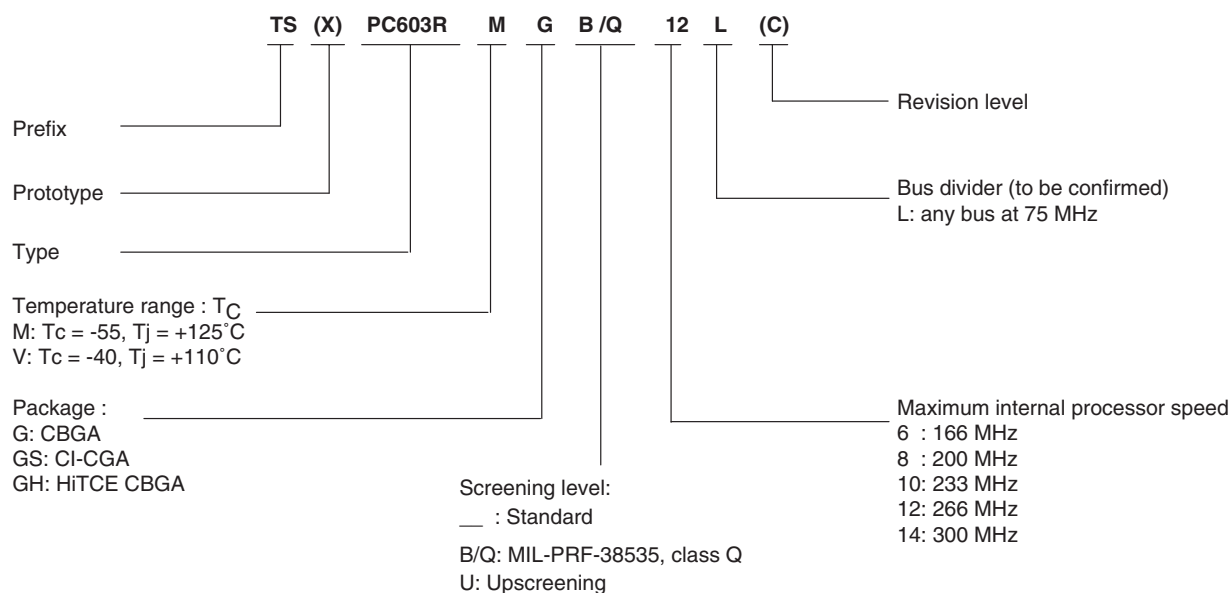 TS (X) PC603R M G B /Q 12 L (C)
Prefix
Prototype
Type
Temperature range : TC
M: Tc = -55, Tj = +125˚C
V: Tc = -40, Tj = +110˚C
Package :
G: CBGA
GS: CI-CGA
GH: HiTCE CBGA
Screening level:
__ : Standard
B/Q: MIL-PRF-38535, class Q
U: Upscreening
Revision level
Bus divider (to be confirmed)
L: any bus at 75 MHz
Maximum internal processor speed
6 : 166 MHz
8 : 200 MHz
10: 233 MHz
12: 266 MHz
14: 300 MHz